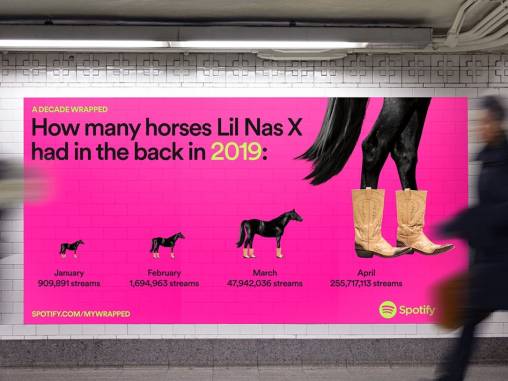 A DECADE WRAPPED
How many horses Lil Nas X
had in the back in 2019:
January
909,891 streams
February
1,694,963 streams
March
47,942,036 streams
April
255,717,113 streams
SPOTIFY.COM/MYWRAPPED
Spotify